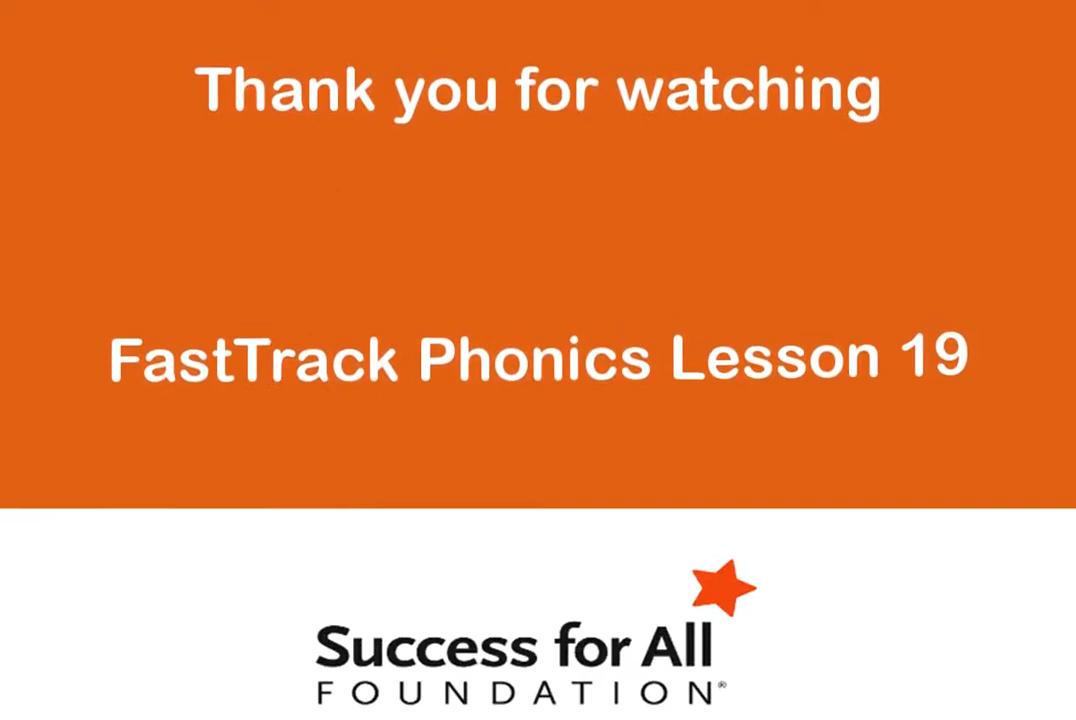 Thank you for watching
FastTrack Phonics Lesson 19
Success for All
FOUNDATION®